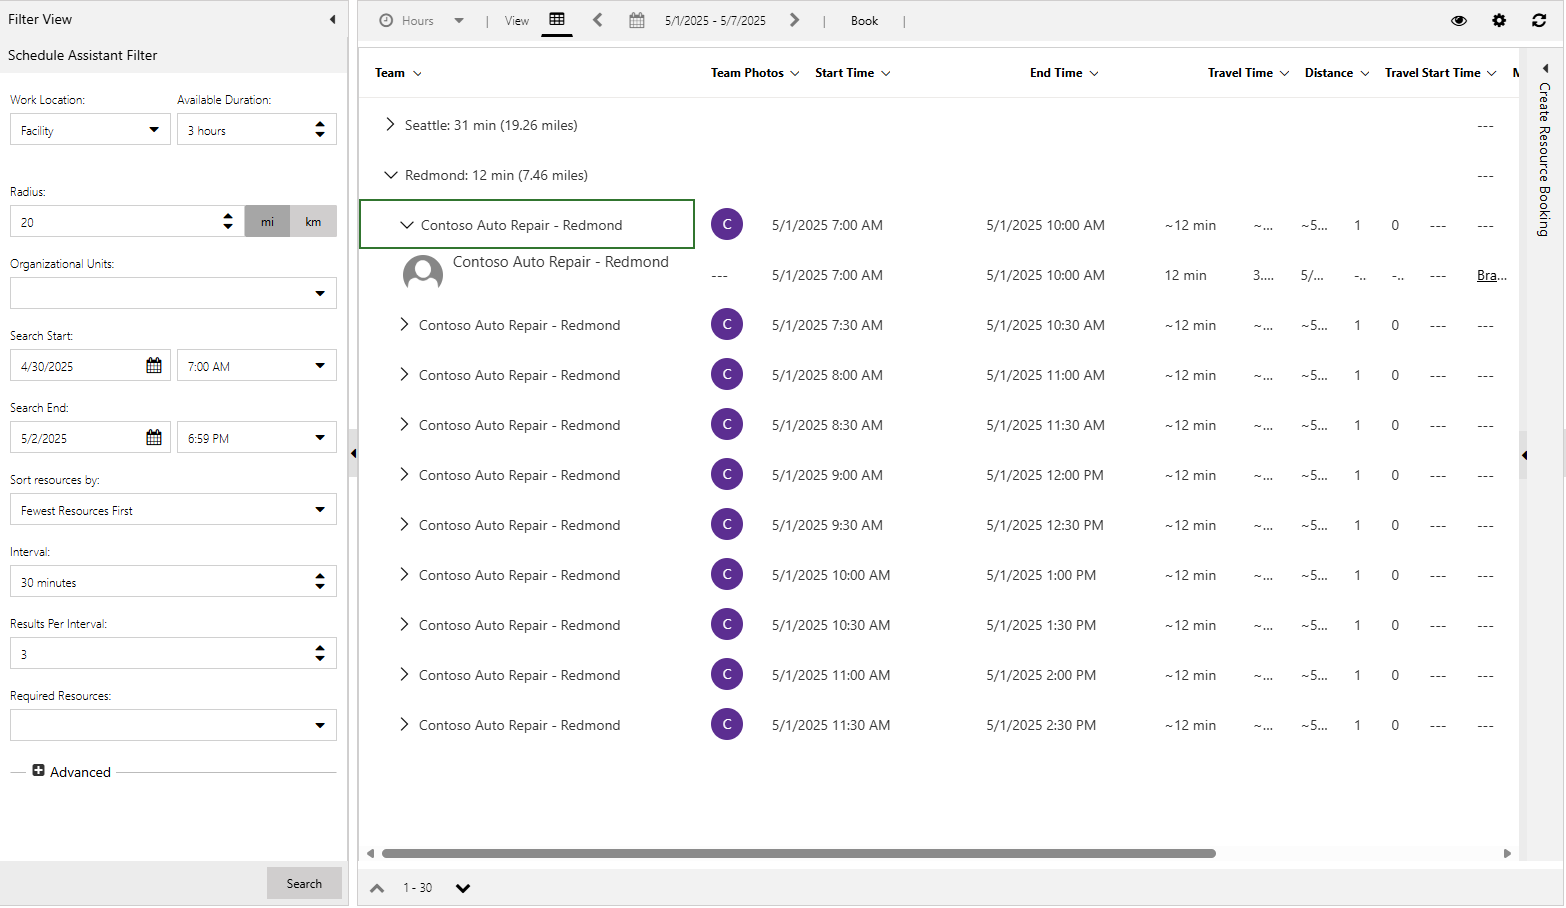 Filter View
Schedule Assistant Filter
Work Location:
Available Duration:
Facility
3 hours
Radius:
20
mi
km
Organizational Units:
Search Start:
4/30/2025
7:00 AM
Search End:
5/2/2025
6:59 PM
Sort resources by:
Fewest Resources First
Interval:
30 minutes
Results Per Interval:
3
Required Resources:
Advanced
Search
Hours | View 5/1/2025 - 5/7/2025 | Book |
Team Team Photos Start Time End Time Travel Time Distance Travel Start Time
Seattle: 31 min (19.26 miles) ---
Redmond: 12 min (7.46 miles) ---
Contoso Auto Repair - Redmond C 5/1/2025 7:00 AM 5/1/2025 10:00 AM ~12 min ~... ~5... 1 0 --- ---
Contoso Auto Repair - Redmond --- 5/1/2025 7:00 AM 5/1/2025 10:00 AM 12 min 3.... 5/... -.. -.. --- Bra...
Contoso Auto Repair - Redmond C 5/1/2025 7:30 AM 5/1/2025 10:30 AM ~12 min ~... ~5... 1 0 --- ---
Contoso Auto Repair - Redmond C 5/1/2025 8:00 AM 5/1/2025 11:00 AM ~12 min ~... ~5... 1 0 --- ---
Contoso Auto Repair - Redmond C 5/1/2025 8:30 AM 5/1/2025 11:30 AM ~12 min ~... ~5... 1 0 --- ---
Contoso Auto Repair - Redmond C 5/1/2025 9:00 AM 5/1/2025 12:00 PM ~12 min ~... ~5... 1 0 --- ---
Contoso Auto Repair - Redmond C 5/1/2025 9:30 AM 5/1/2025 12:30 PM ~12 min ~... ~5... 1 0 --- ---
Contoso Auto Repair - Redmond C 5/1/2025 10:00 AM 5/1/2025 1:00 PM ~12 min ~... ~5... 1 0 --- ---
Contoso Auto Repair - Redmond C 5/1/2025 10:30 AM 5/1/2025 1:30 PM ~12 min ~... ~5... 1 0 --- ---
Contoso Auto Repair - Redmond C 5/1/2025 11:00 AM 5/1/2025 2:00 PM ~12 min ~... ~5... 1 0 --- ---
Contoso Auto Repair - Redmond C 5/1/2025 11:30 AM 5/1/2025 2:30 PM ~12 min ~... ~5... 1 0 --- ---
1 - 30
Create Resource Booking